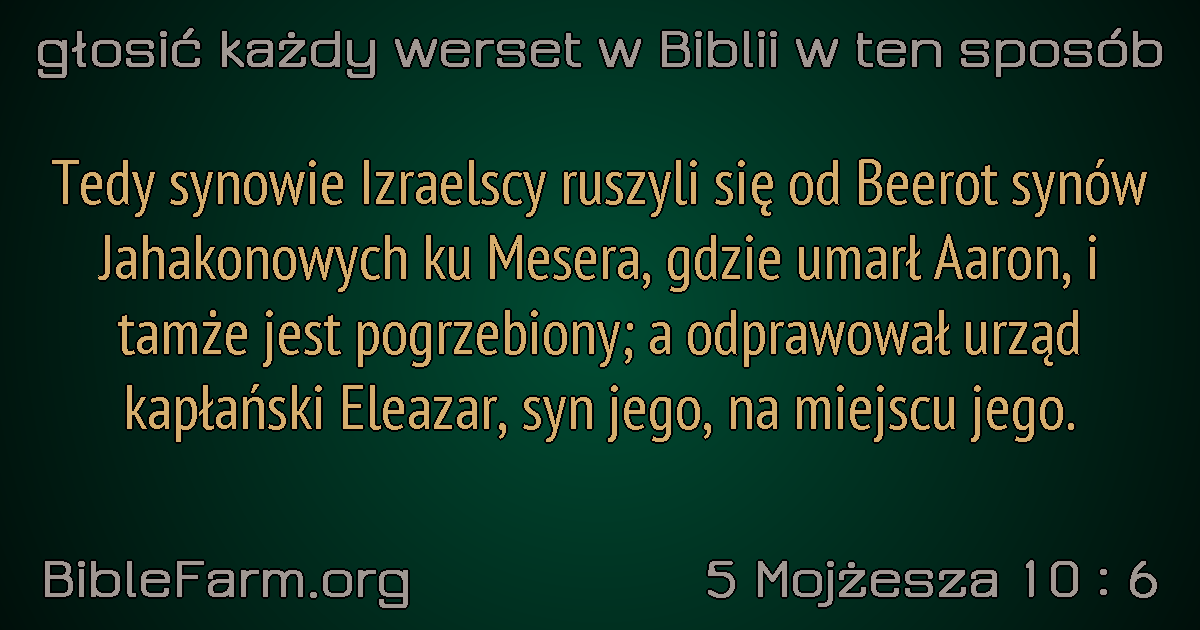 głosić każdy werset w Biblii w ten sposób
Tedy synowie Izraelscy ruszyli się od Beerot synów
Jahakonowych ku Mesera, gdzie umarł Aaron, i
tamże jest pogrzebiony; a odprawował urząd
kapłański Eleazar, syn jego, na miejscu jego.
BibleFarm.org
5 Mojżesza 10 : 6